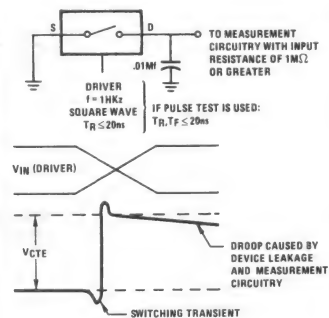 S
D
TO MEASUREMENT
CIRCUITRY WITH INPUT
RESISTANCE OF 1MΩ
OR GREATER
.01Mf
DRIVER
f = 1HKz
SQUARE WAVE
TR ≤ 20ns
IF PULSE TEST IS USED:
TR, TF ≤ 20ns
VIN (DRIVER)
VCTE
DROOP CAUSED BY
DEVICE LEAKAGE
AND MEASUREMENT
CIRCUITRY
SWITCHING TRANSIENT